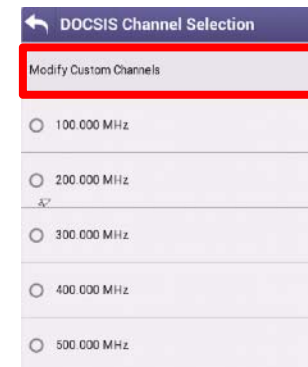 DOCSIS Channel Selection
Modify Custom Channels
100.000 MHz
200.000 MHz
300.000 MHz
400.000 MHz
500.000 MHz